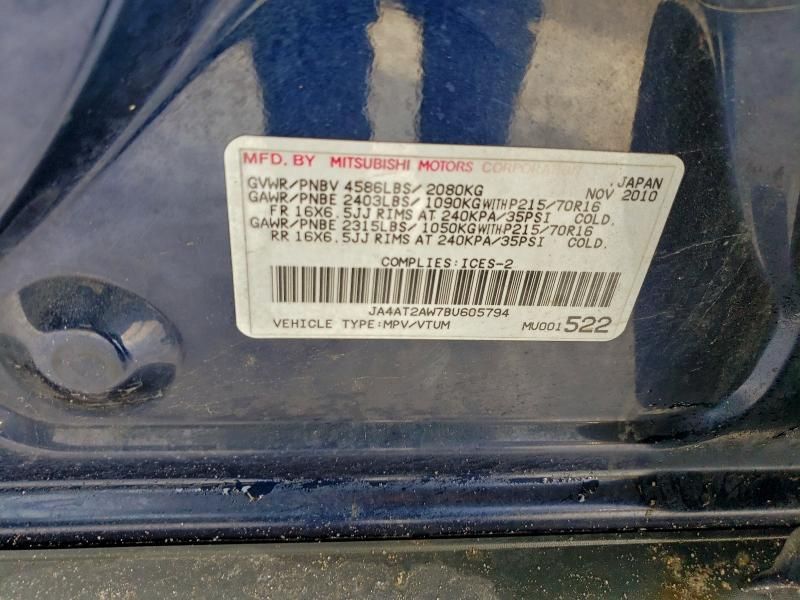 MFD. BY MITSUBISHI MOTORS CORPORATION, JAPAN
GVWR/PNBV 4586LBS/2080KG NOV 2010
GAWR/PNBE 2403LBS/1090KG WITH P215/70R16
FR 16X6.5JJ RIMS AT 240KPA/35PSI COLD.
GAWR/PNBE 2315LBS/1050KG WITH P215/70R16
RR 16X6.5JJ RIMS AT 240KPA/35PSI COLD.
COMPLIES:ICES-2
JA4AT2AW7BU605794
VEHICLE TYPE:MPV/VTUM MU001522